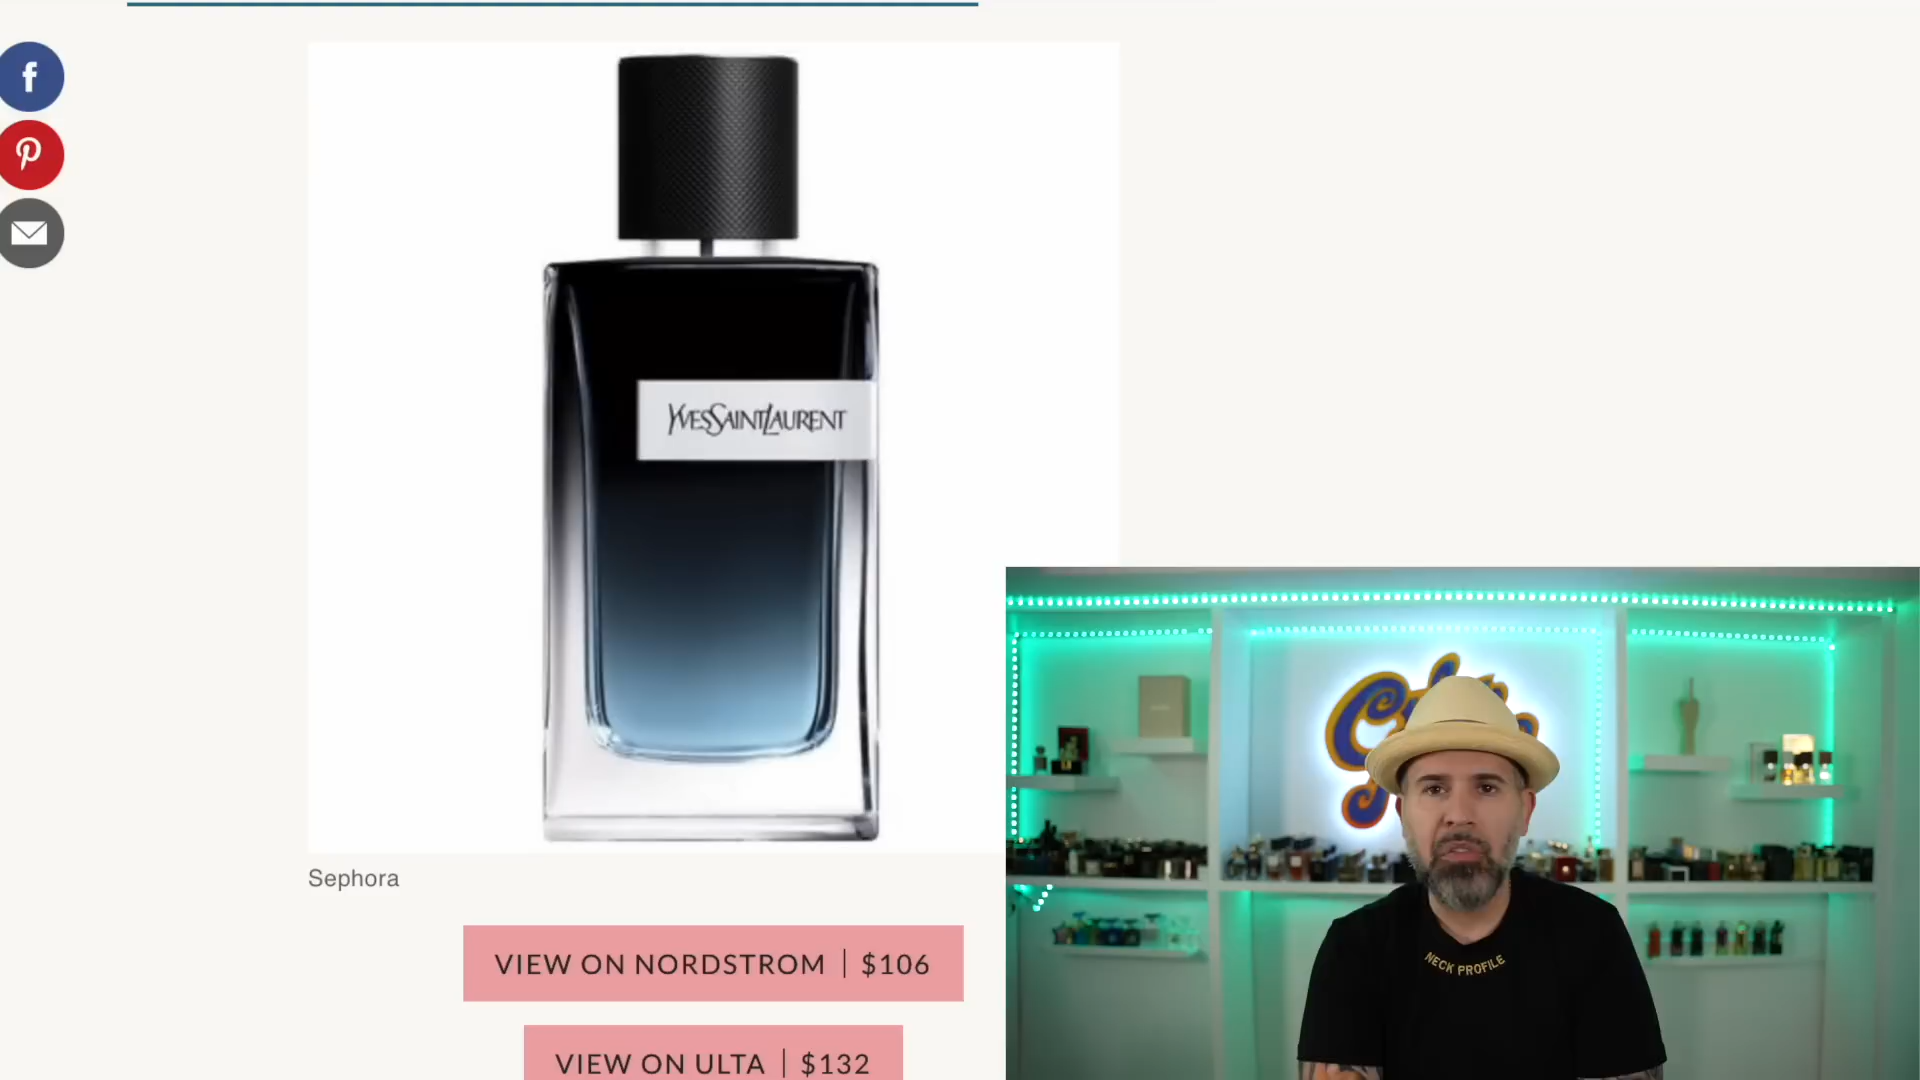 f
YVESSAINTLAURENT
Sephora
VIEW ON NORDSTROM | $106
VIEW ON ULTA | $132
NECK PROFILE